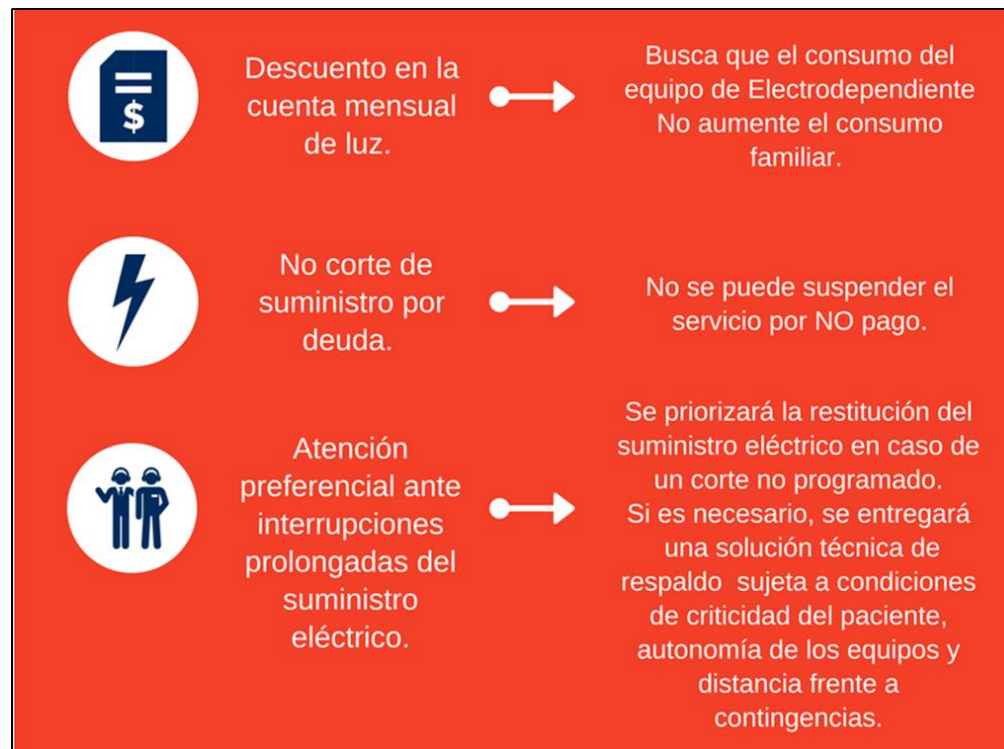 $
Descuento en la
cuenta mensual
de luz.
Busca que el consumo del
equipo de Electrodependiente
No aumente el consumo
familiar.
No corte de
suministro por
deuda.
No se puede suspender el
servicio por NO pago.
Atención
preferencial ante
interrupciones
prolongadas del
suministro
eléctrico.
Se priorizará la restitución del
suministro eléctrico en caso de
un corte no programado.
Si es necesario, se entregará
una solución técnica de
respaldo sujeta a condiciones
de criticidad del paciente,
autonomía de los equipos y
distancia frente a
contingencias.